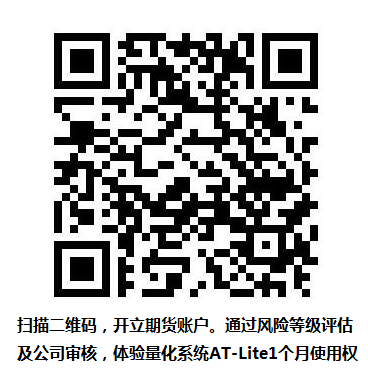 扫描二维码，开立期货账户。通过风险等级评估
及公司审核，体验量化系统AT-Lite1个月使用权